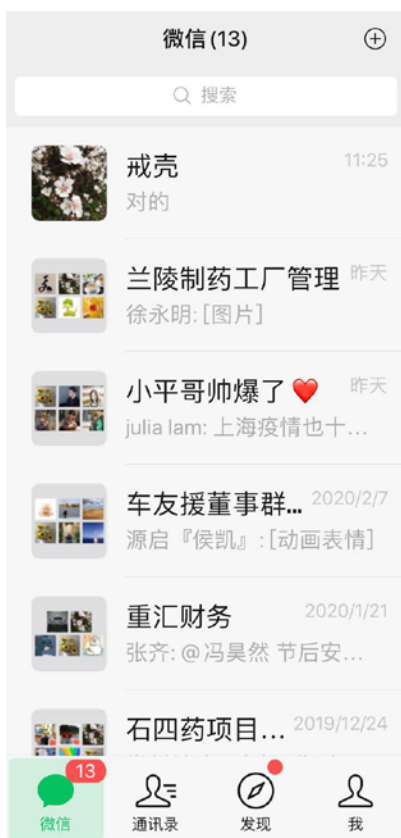 微信(13)
搜索
戒壳 11:25
对的
兰陵制药工厂管理 昨天
徐永明: [图片]
小平哥帅爆了❤️ 昨天
julia lam: 上海疫情也十...
车友援董事群... 2020/2/7
源启『侯凯』: [动画表情]
重汇财务 2020/1/21
张齐: @冯昊然 节后安...
石四药项目... 2019/12/24
13
微信 通讯录 发现 我